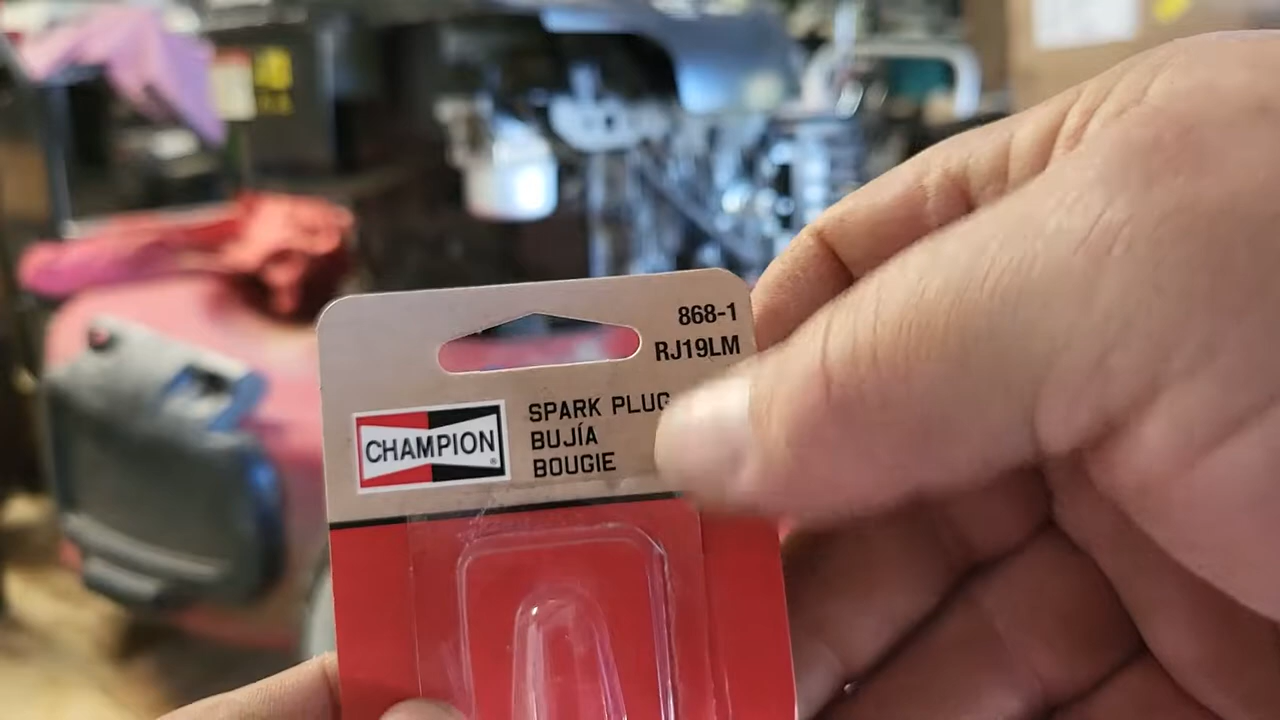 868-1
RJ19LM
CHAMPION
SPARK PLUG
BUJÍA
BOUGIE